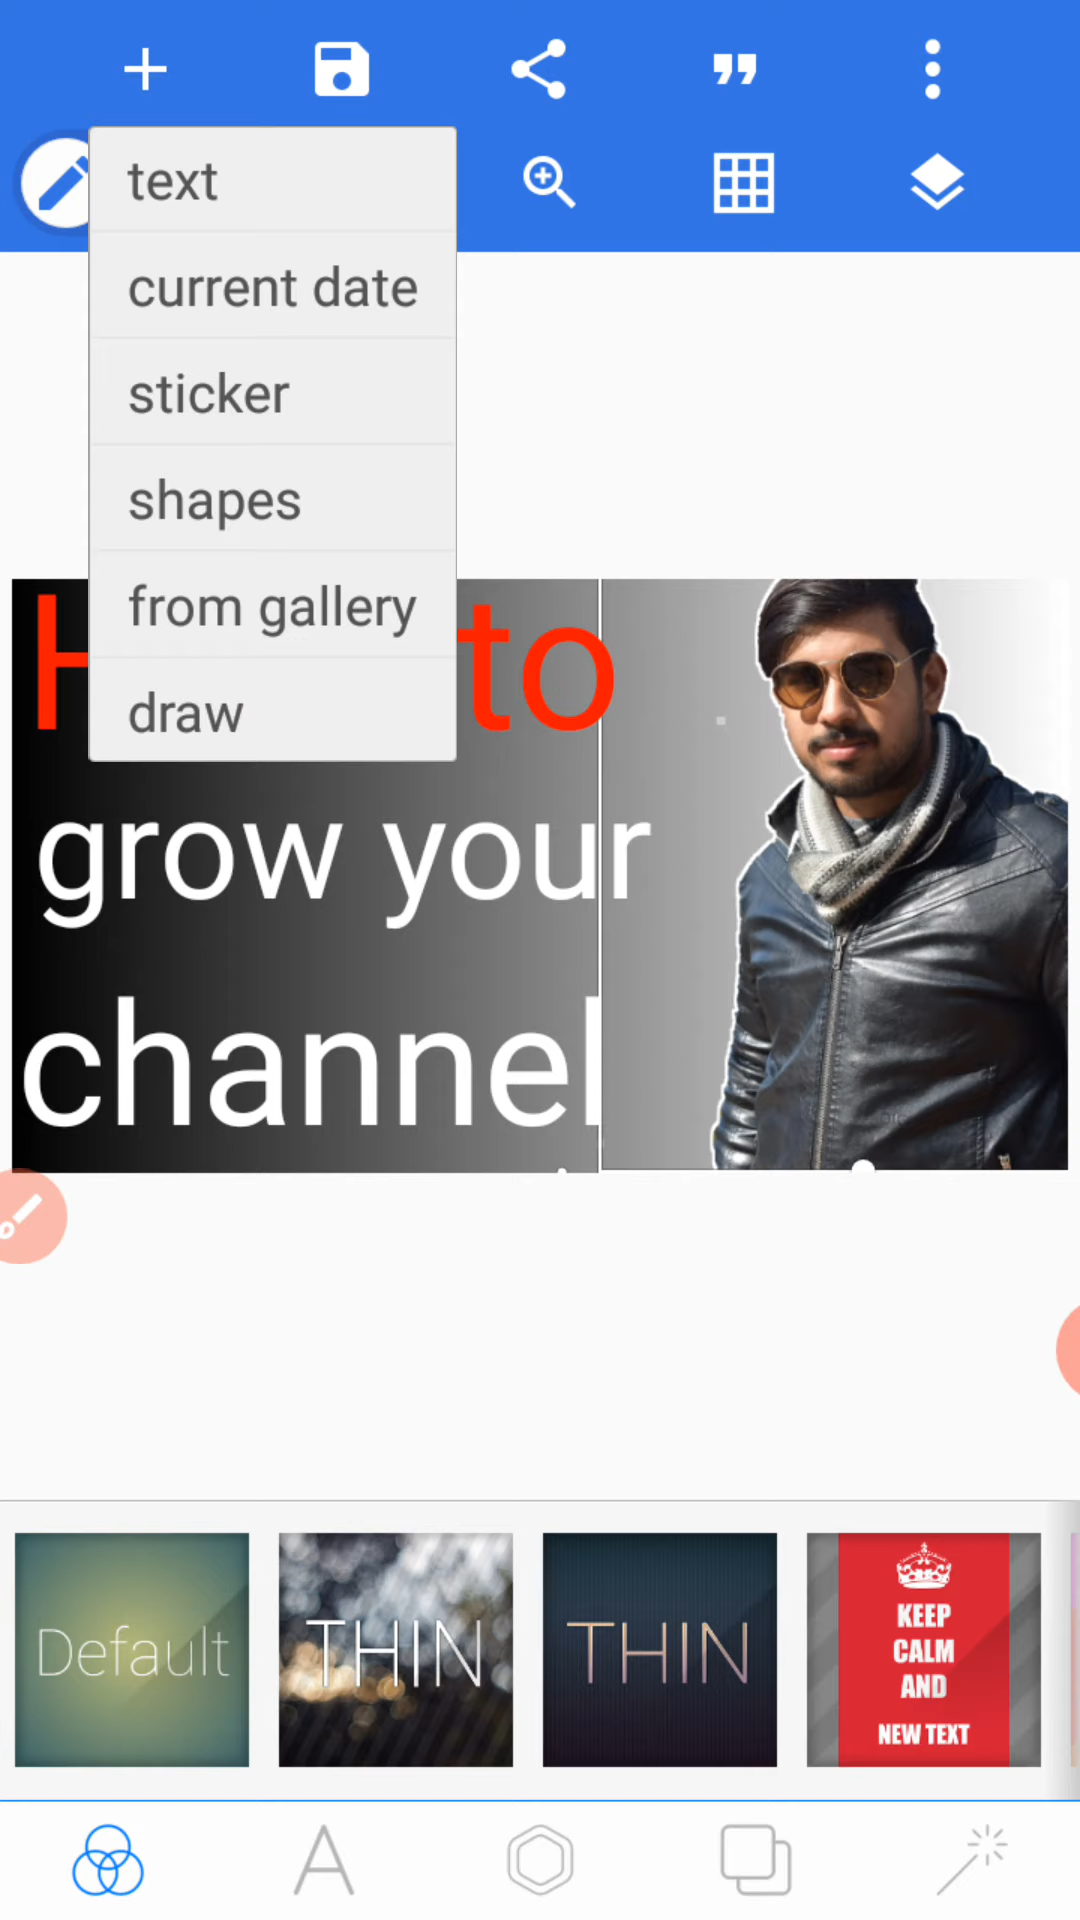 text
current date
sticker
shapes
from gallery
draw
H to
grow your
channel
Default
THIN
THIN
KEEP
CALM
AND
NEW TEXT